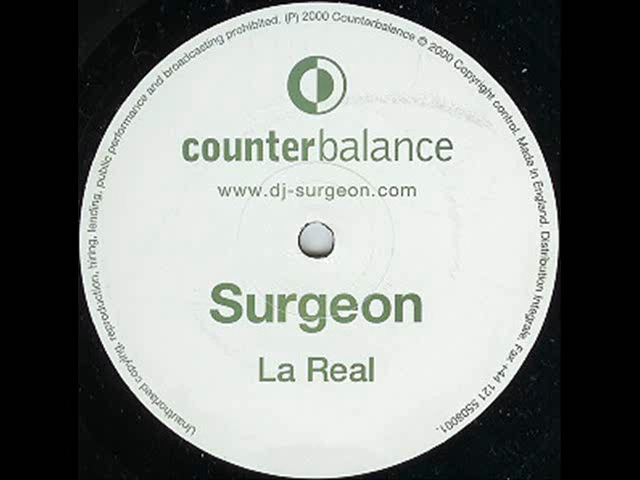 Unauthorised copying, reproduction, hiring, lending, public performance and broadcasting prohibited. (P) 2000 Counterbalance © 2000 Copyright control. Made in England. Distribution Integrale. Fax +44 121 5508001.
counterbalance
www.dj-surgeon.com
Surgeon
La Real